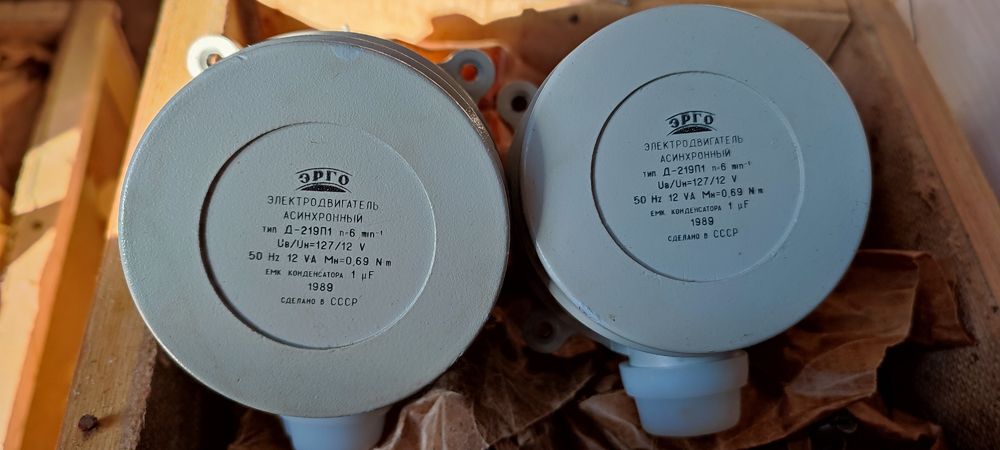 ЭРГО
ЭЛЕКТРОДВИГАТЕЛЬ
АСИНХРОННЫЙ
тип Д-219П1 n=6 min⁻¹
Uв/Uн=127/12 V
50 Hz 12 VA Mн=0,69 N·m
ЕМК КОНДЕНСАТОРА 1 µF
1989
СДЕЛАНО В СССР
ЭРГО
ЭЛЕКТРОДВИГАТЕЛЬ
АСИНХРОННЫЙ
тип Д-219П1 n=6 min⁻¹
Uв/Uн=127/12 V
50 Hz 12 VA Mн=0,69 N·m
ЕМК КОНДЕНСАТОРА 1 µF
1989
СДЕЛАНО В СССР